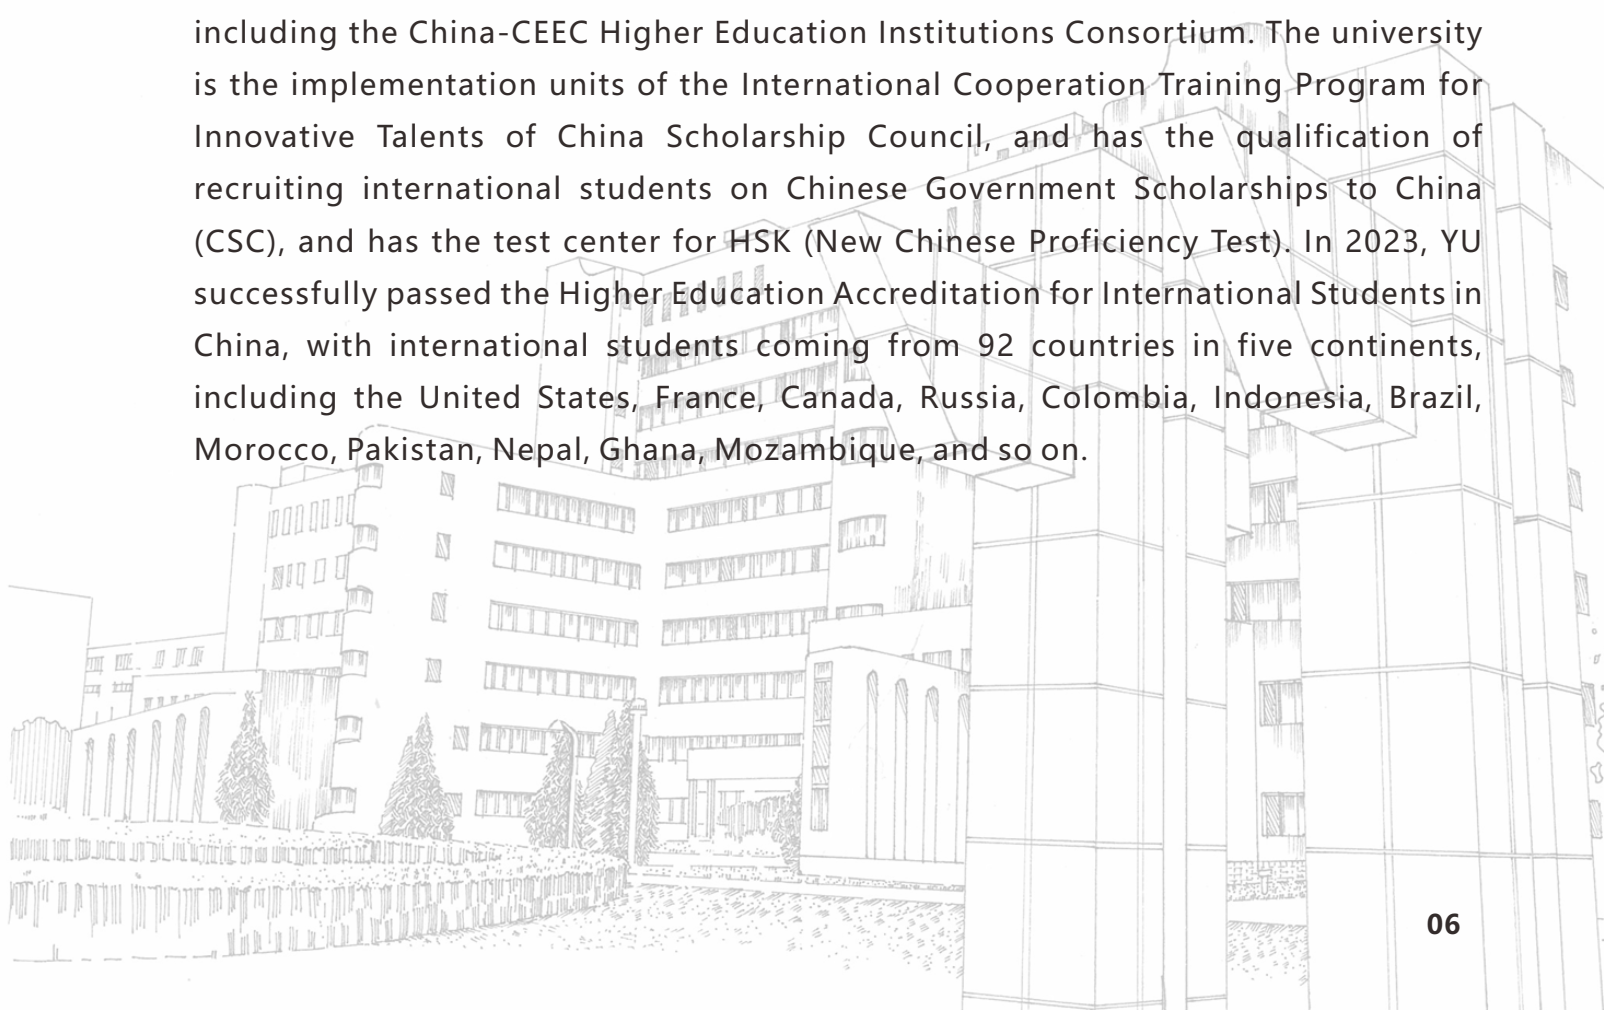 including the China-CEEC Higher Education Institutions Consortium. The university
is the implementation units of the International Cooperation Training Program for
Innovative Talents of China Scholarship Council, and has the qualification of
recruiting international students on Chinese Government Scholarships to China
(CSC), and has the test center for HSK (New Chinese Proficiency Test). In 2023, YU
successfully passed the Higher Education Accreditation for International Students in
China, with international students coming from 92 countries in five continents,
including the United States, France, Canada, Russia, Colombia, Indonesia, Brazil,
Morocco, Pakistan, Nepal, Ghana, Mozambique, and so on.
06